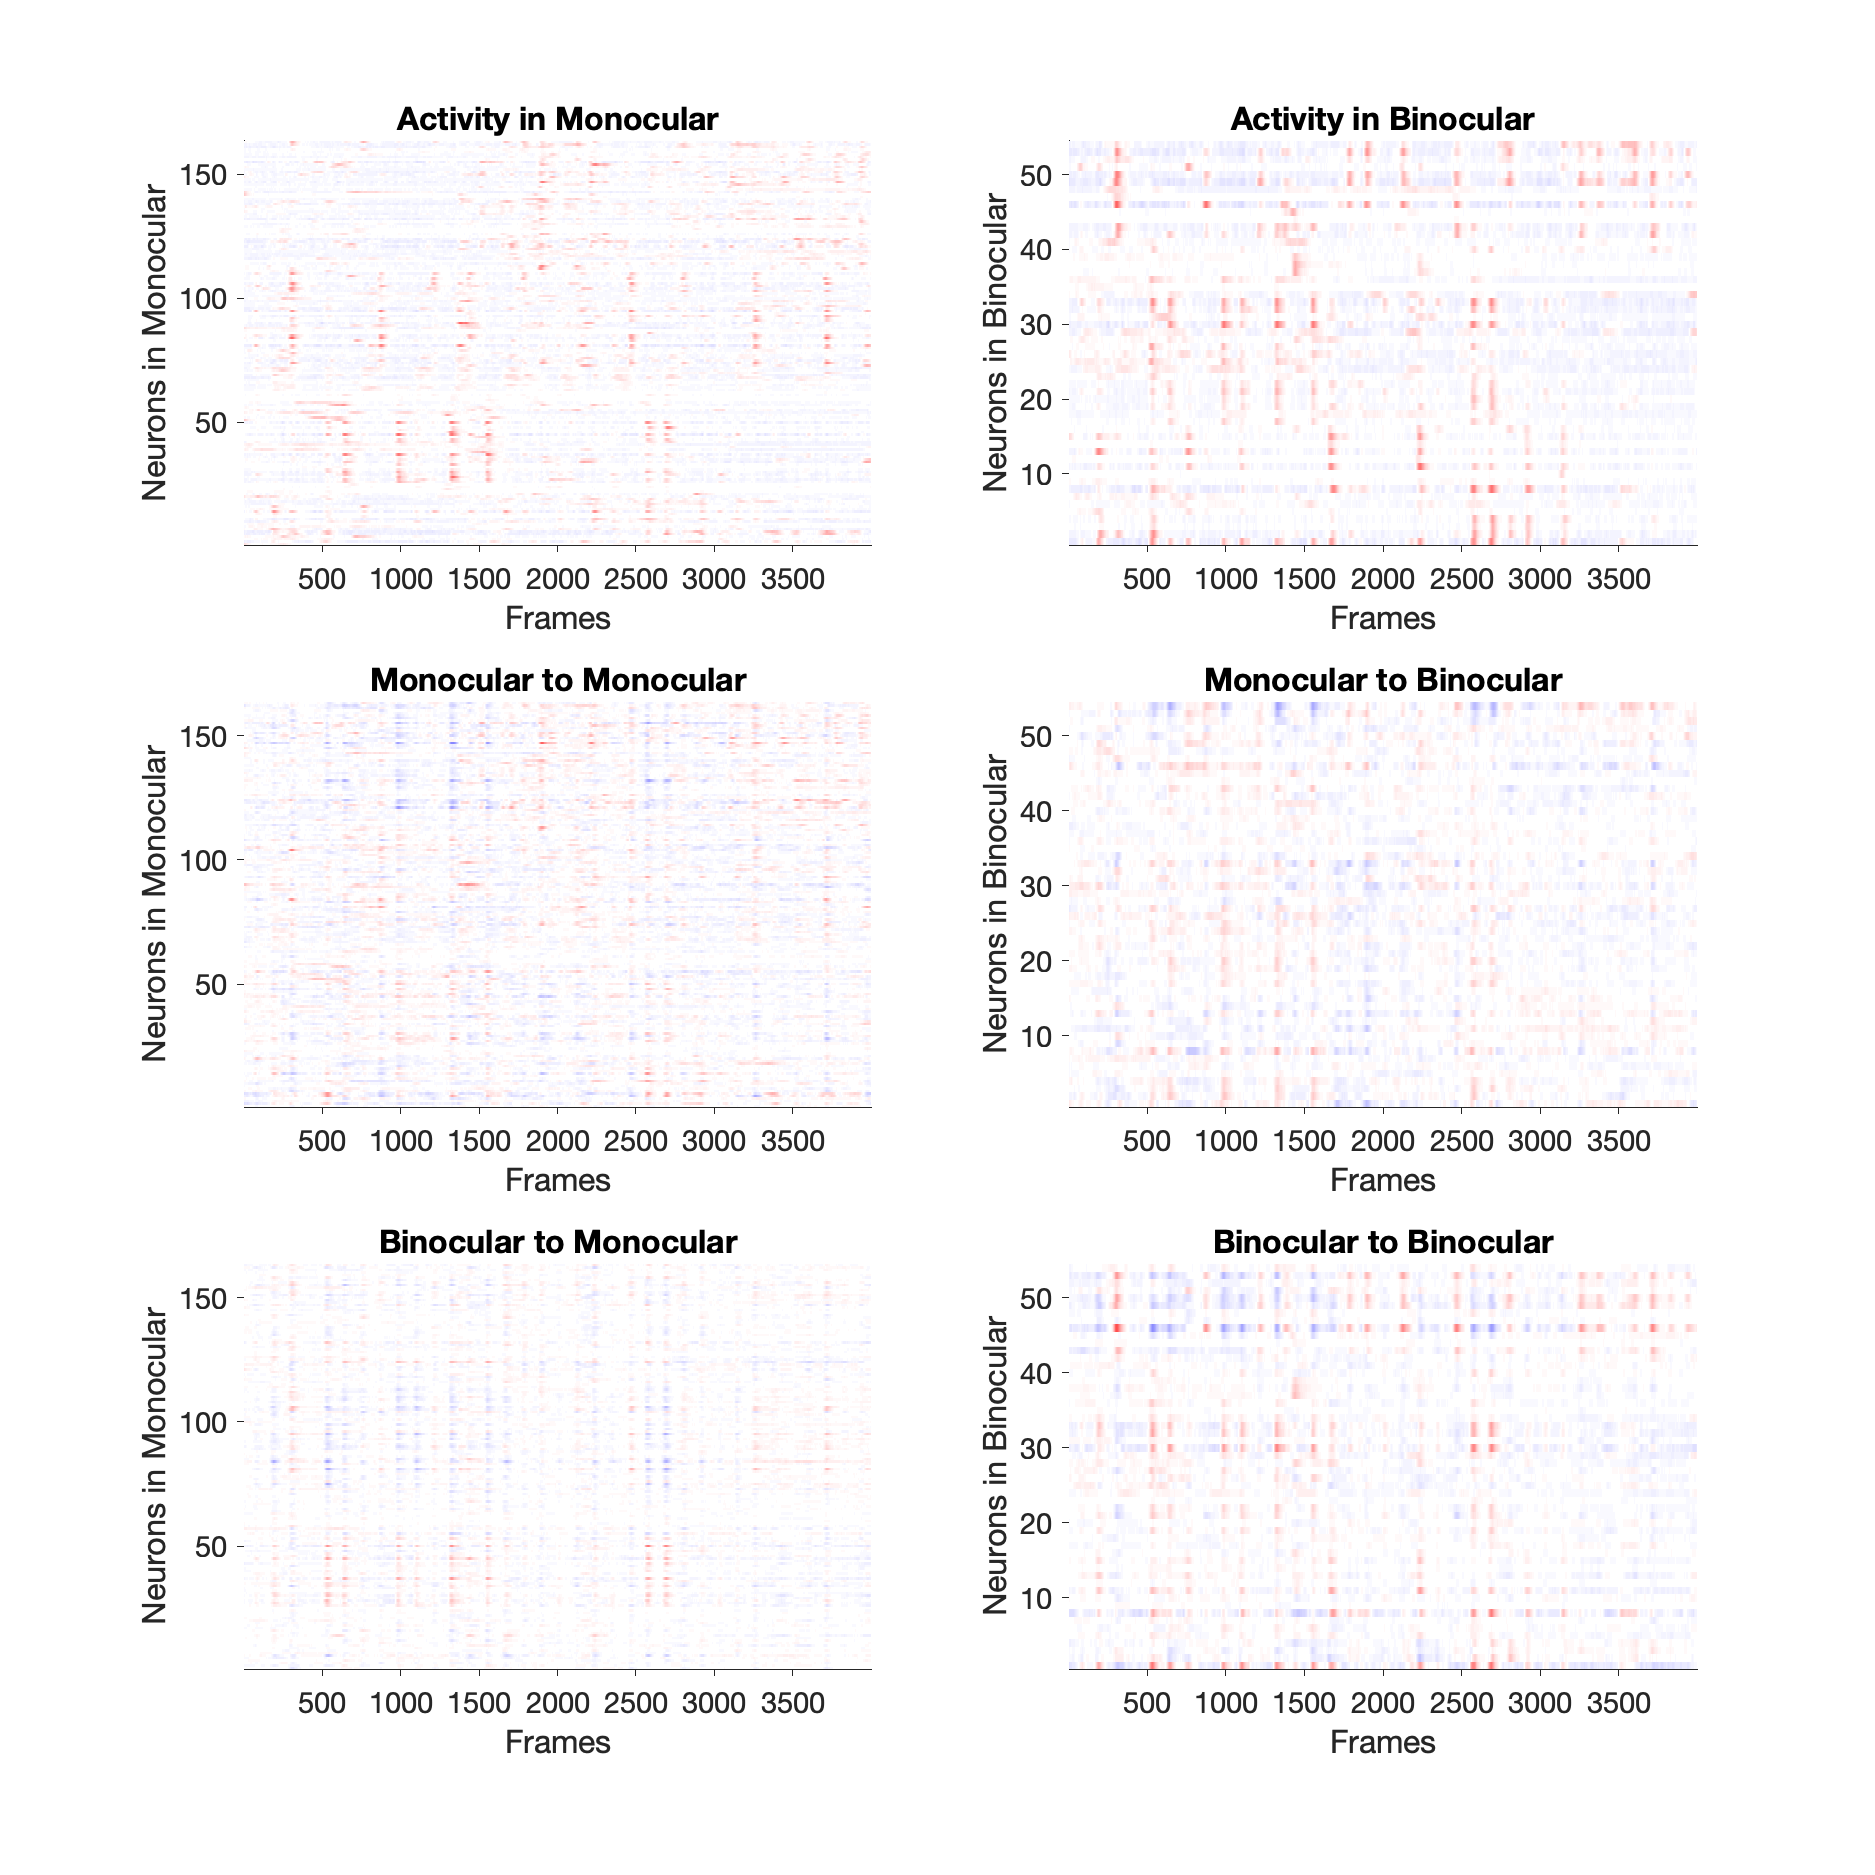 Activity in Monocular
Neurons in Monocular
150
100
50
500 1000 1500 2000 2500 3000 3500
Frames
Activity in Binocular
Neurons in Binocular
50
40
30
20
10
500 1000 1500 2000 2500 3000 3500
Frames
Monocular to Monocular
Neurons in Monocular
150
100
50
500 1000 1500 2000 2500 3000 3500
Frames
Monocular to Binocular
Neurons in Binocular
50
40
30
20
10
500 1000 1500 2000 2500 3000 3500
Frames
Binocular to Monocular
Neurons in Monocular
150
100
50
500 1000 1500 2000 2500 3000 3500
Frames
Binocular to Binocular
Neurons in Binocular
50
40
30
20
10
500 1000 1500 2000 2500 3000 3500
Frames